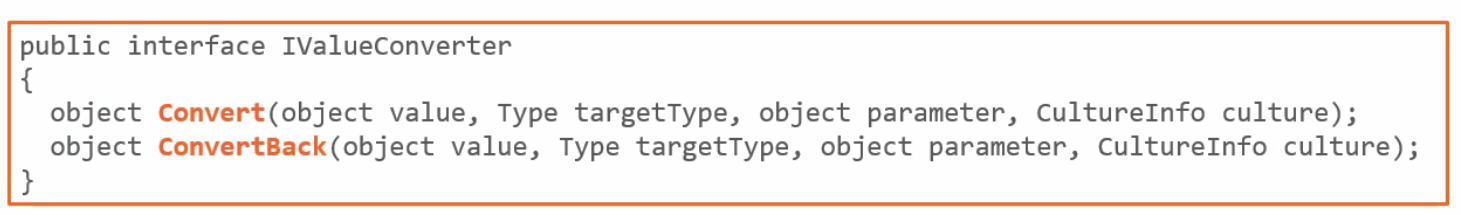 public interface IValueConverter
{
object Convert(object value, Type targetType, object parameter, CultureInfo culture);
object ConvertBack(object value, Type targetType, object parameter, CultureInfo culture);
}